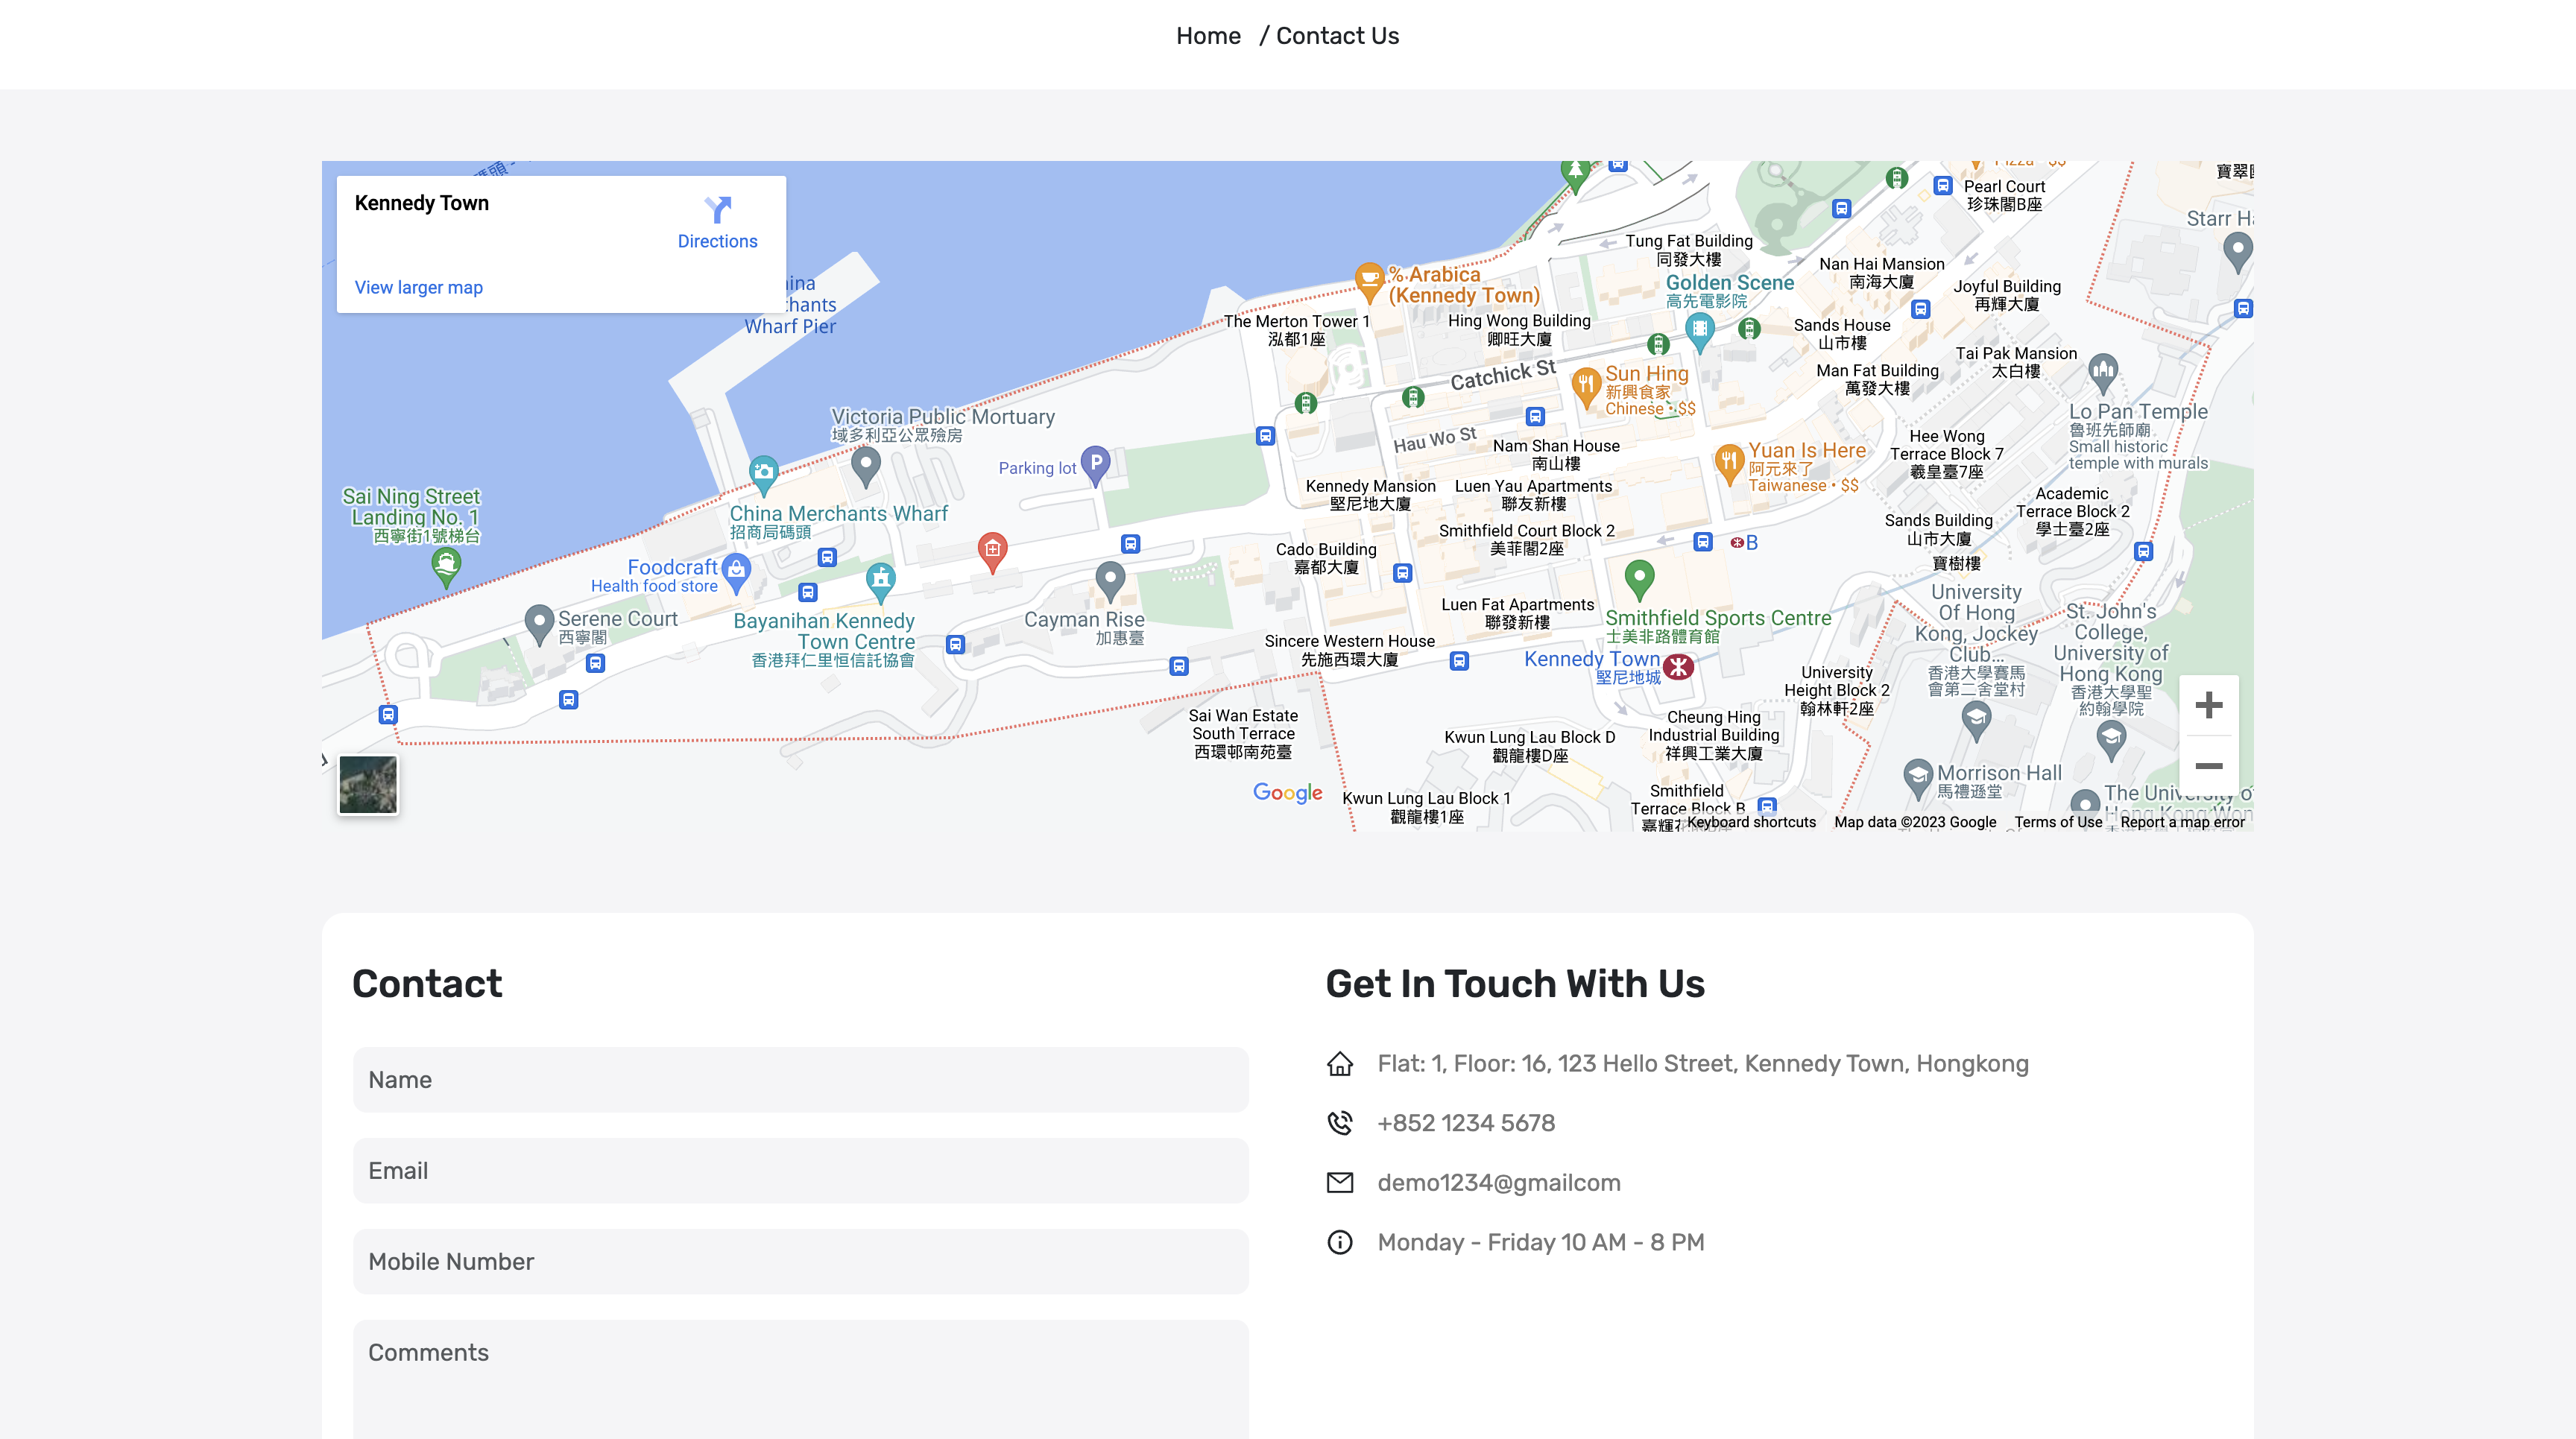 Home / Contact Us
Kennedy Town
Directions
View larger map
Wharf Pier
Pearl Court
珍珠閣B座
Tung Fat Building
同發大樓
Nan Hai Mansion
南海大廈
Golden Scene
高先電影院
Joyful Building
再輝大廈
% Arabica
(Kennedy Town)
The Merton Tower 1
泓都1座
Hing Wong Building
卿旺大廈
Sands House
山市樓
Tai Pak Mansion
太白樓
Catchick St
Man Fat Building
萬發大樓
Sun Hing
新興食家
Chinese · $$
Lo Pan Temple
魯班先師廟
Small historic
temple with murals
Victoria Public Mortuary
域多利亞公眾殮房
Hau Wo St
Nam Shan House
南山樓
Hee Wong
Terrace Block 7
羲皇臺7座
Parking lot
P
Yuan Is Here
阿元來了
Taiwanese · $$
Kennedy Mansion
堅尼地大廈
Luen Yau Apartments
聯友新樓
Academic
Terrace Block 2
學士臺2座
Sai Ning Street
Landing No. 1
西寧街1號梯台
China Merchants Wharf
招商局碼頭
Smithfield Court Block 2
美菲閣2座
Sands Building
山市大廈
B
Cado Building
嘉都大廈
寶樹樓
Foodcraft
Health food store
Serene Court
西寧閣
Bayanihan Kennedy
Town Centre
香港拜仁里恒信託協會
Cayman Rise
加惠臺
Luen Fat Apartments
聯發新樓
Smithfield Sports Centre
士美菲路體育館
University
Of Hong
Kong, Jockey
Club...
香港大學賽馬
會第二舍堂村
St. John's
College,
University of
Hong Kong
香港大學聖
約翰學院
Sincere Western House
先施西環大廈
Kennedy Town
堅尼地城
University
Height Block 2
翰林軒2座
Sai Wan Estate
South Terrace
西環邨南苑臺
Kwun Lung Lau Block D
觀龍樓D座
Cheung Hing
Industrial Building
祥興工業大廈
Morrison Hall
馬禮遜堂
Google
Kwun Lung Lau Block 1
觀龍樓1座
Smithfield
Terrace Block B
Keyboard shortcuts
Map data ©2023 Google
Terms of Use
Report a map error
Contact
Name
Email
Mobile Number
Comments
Get In Touch With Us
Flat: 1, Floor: 16, 123 Hello Street, Kennedy Town, Hongkong
+852 1234 5678
demo1234@gmailcom
Monday - Friday 10 AM - 8 PM